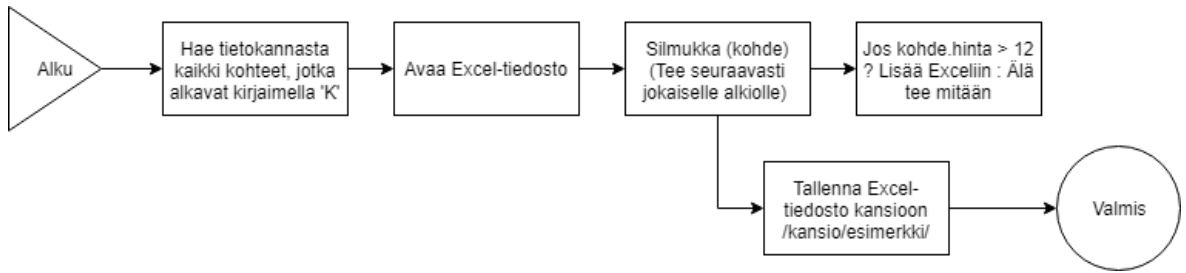 Alku
Hae tietokannasta
kaikki kohteet, jotka
alkavat kirjaimella 'K'
Avaa Excel-tiedosto
Silmukka (kohde)
(Tee seuraavasti
jokaiselle alkiolle)
Jos kohde.hinta > 12
? Lisää Exceliin : Älä
tee mitään
Tallenna Excel-
tiedosto kansioon
/kansio/esimerkki/
Valmis